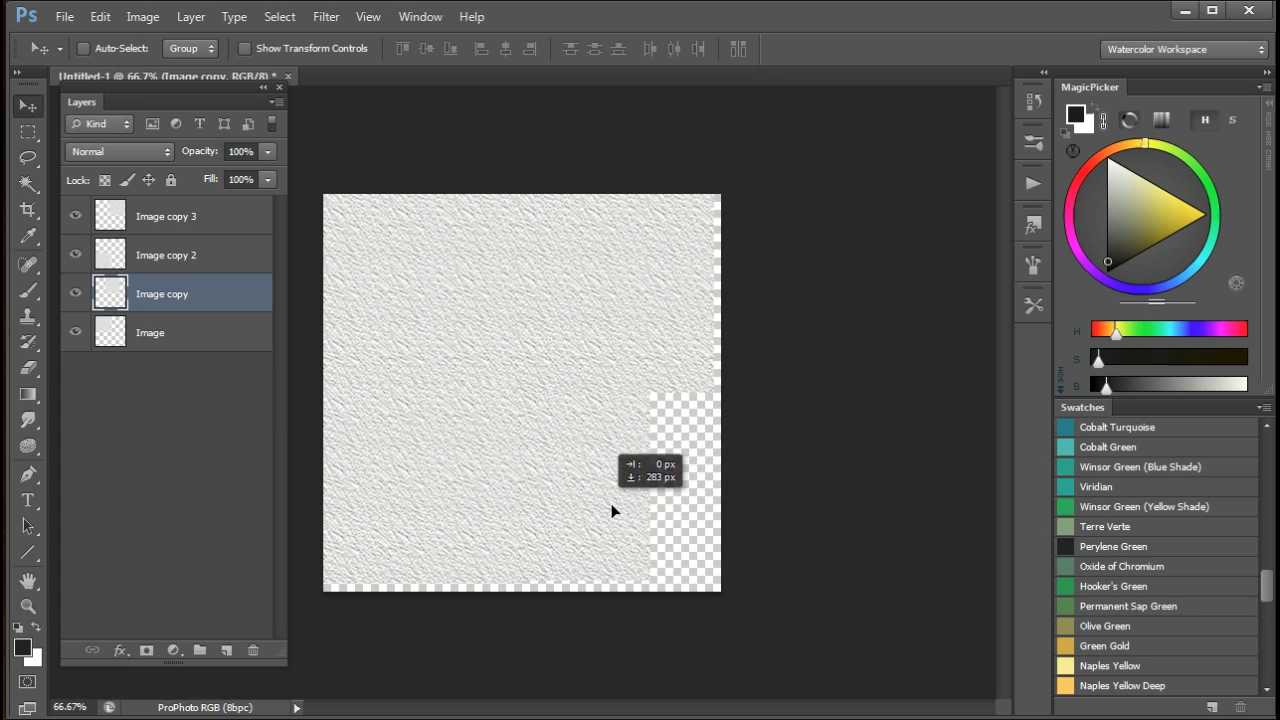 Ps File Edit Image Layer Type Select Filter View Window Help
Auto-Select: Group Show Transform Controls Watercolor Workspace
Untitled-1 @ 66.7% (Image copy, RGB/8) * ×
Layers
Kind
Normal Opacity: 100%
Lock: Fill: 100%
Image copy 3
Image copy 2
Image copy
Image
0 px
283 px
66.67% ProPhoto RGB (8bpc)
MagicPicker
H S
RGB HSB CMYK
H
S
B
HIDE
Swatches
Cobalt Turquoise
Cobalt Green
Winsor Green (Blue Shade)
Viridian
Winsor Green (Yellow Shade)
Terre Verte
Perylene Green
Oxide of Chromium
Hooker's Green
Permanent Sap Green
Olive Green
Green Gold
Naples Yellow
Naples Yellow Deep